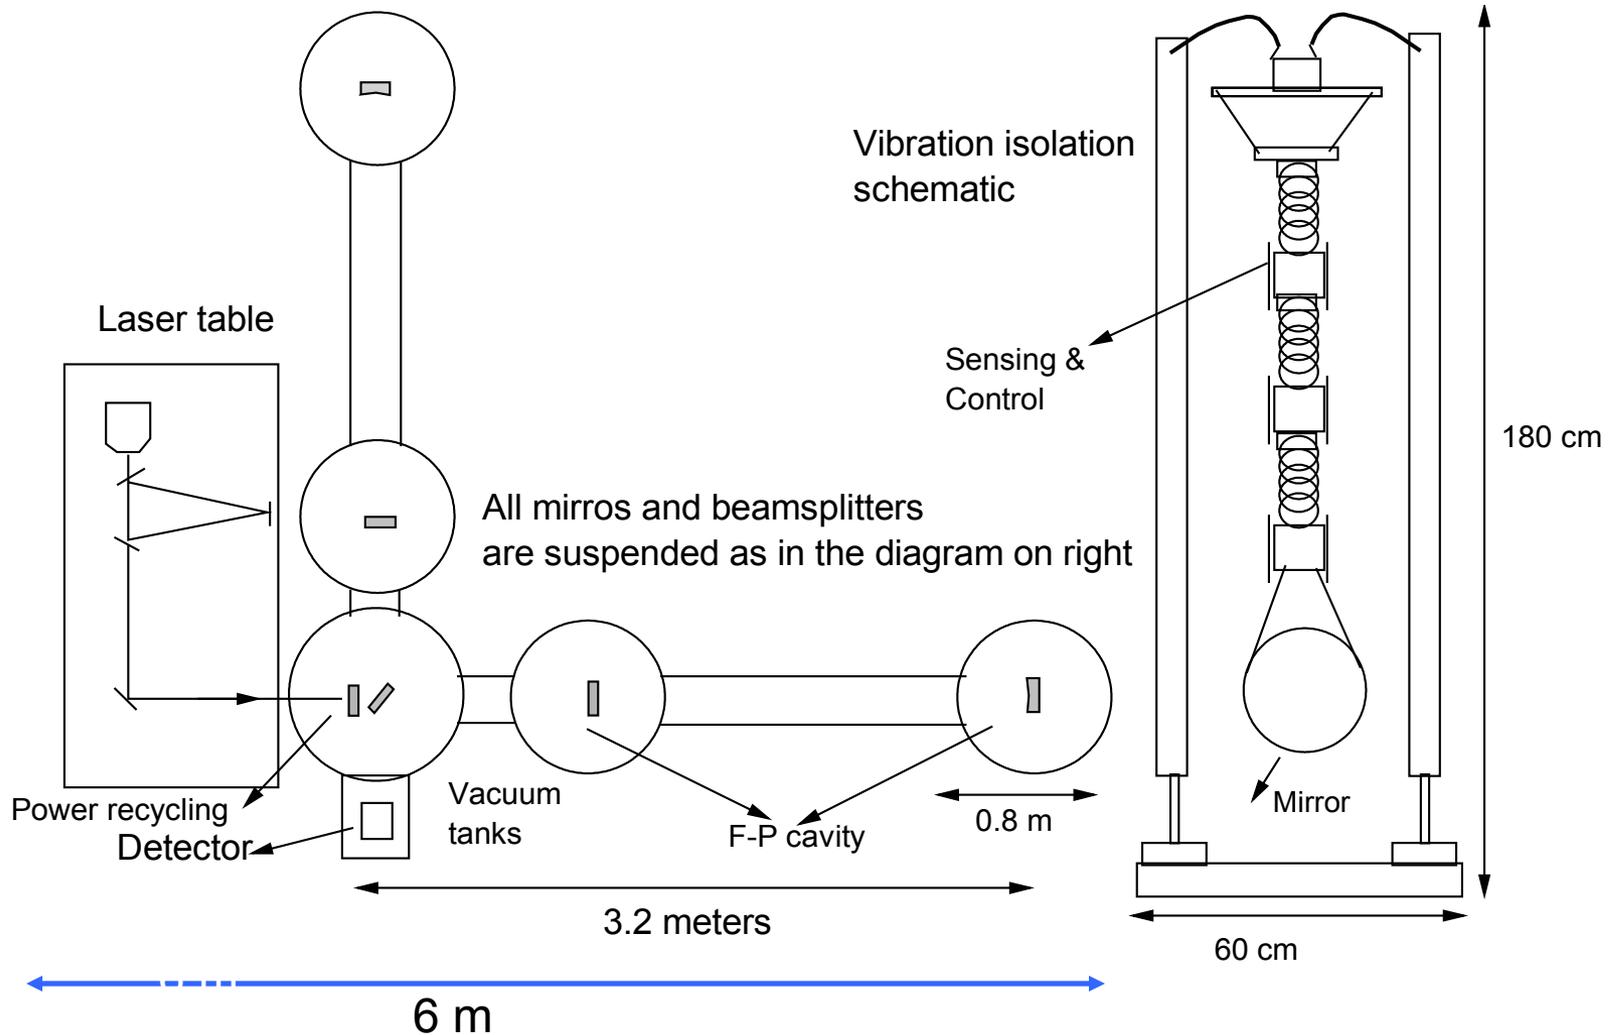 Vibration isolation
schematic
Laser table
Sensing &
Control
180 cm
All mirros and beamsplitters
are suspended as in the diagram on right
Power recycling
Detector
Vacuum
tanks
F-P cavity
0.8 m
Mirror
3.2 meters
60 cm
6 m